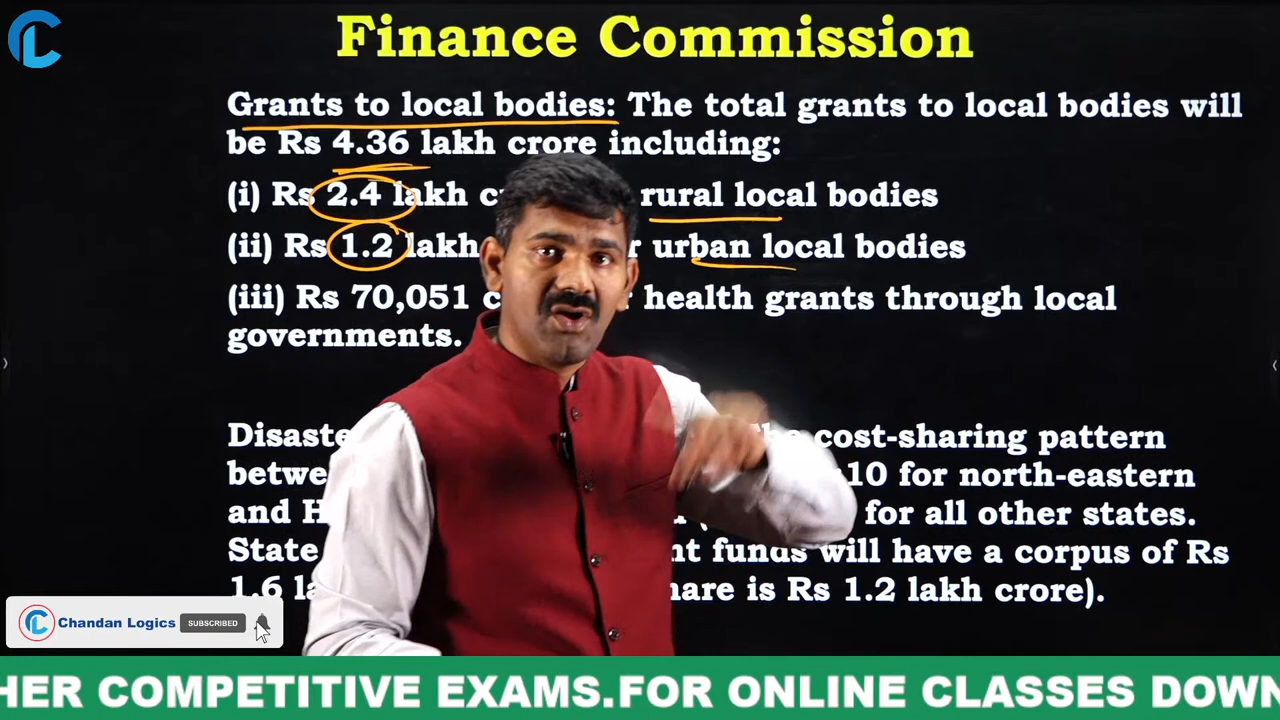 Finance Commission
Grants to local bodies: The total grants to local bodies will
be Rs 4.36 lakh crore including:
(i) Rs 2.4 lakh rural local bodies
(ii) Rs 1.2 lakh urban local bodies
(iii) Rs 70,051 health grants through local
governments.
cost-sharing pattern
10 for north-eastern
and for all other states.
State funds will have a corpus of Rs
1.6 is Rs 1.2 lakh crore).
Chandan Logics SUBSCRIBED
COMPETITIVE EXAMS.FOR ONLINE CLASSES